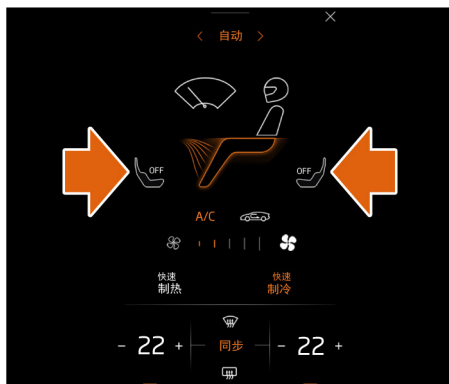 自动
OFF
OFF
A/C
快速 快速
制热 制冷
- 22 + 同步 - 22 +